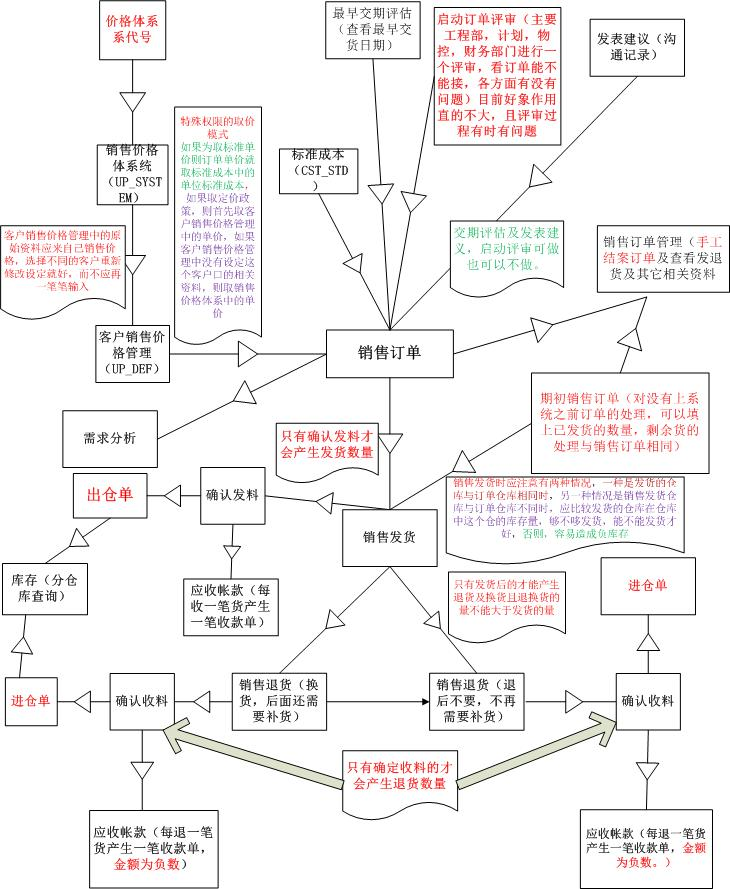 价格体系
系代号
最早交期评估
（查看最早交
货日期）
启动订单评审（主要
工程部，计划，物
控，财务部门进行一
个评审，看订单能不
能接，各方面有没有
问题）目前好象作用
直的不大，且评审过
程有时有问题
发表建议（沟
通记录）
销售价格
体系统
（UP_SYST
EM）
特殊权限的取价
模式
如果为取标准单
价则订单单价就
取标准成本中的
单位标准成本，
如果取定价政
策，则首先取客
户销售价格管理
中的单价，如果
客户销售价格管
理中没有设定这
个客户口的相关
资料，则取销售
价格体系中的单
价
标准成本
（CST_STD
）
客户销售价格管理中的原
始资料应来自己销售价
格，选择不同的客户重新
修改设定就好，而不应再
一笔笔输入
交期评估及发表建
议，启动评审可做
也可以不做。
销售订单管理（手工
结案订单及查看发退
货及其它相关资料
客户销售价
格管理
（UP_DEF）
销售订单
需求分析
只有确认发料才
会产生发货数量
期初销售订单（对没有上系
统之前订单的处理，可以填
上已发货的数量，剩余货的
处理与销售订单相同）
出仓单
确认发料
销售发货
销售发货时应注意有两种情况，一种是发货的仓
库与订单仓库相同时，另一种情况是销售发货仓
库与订单仓库不同时，应比较发货的仓库在仓库
中这个仓的库存量，够不够发货，能不能发货才
好，否则，容易造成负库存
库存（分仓
库查询）
应收帐款（每
收一笔货产生
一笔收款单）
只有发货后的才能产生
退货及换货且退换货的
量不能大于发货的量
进仓单
进仓单
确认收料
销售退货（换
货，后面还需
要补货）
销售退货（退
后不要，不再
需要补货）
确认收料
只有确定收料的才
会产生退货数量
应收帐款（每退一笔
货产生一笔收款单，
金额为负数）
应收帐款（每退一笔货
产生一笔收款单，金额
为负数。）